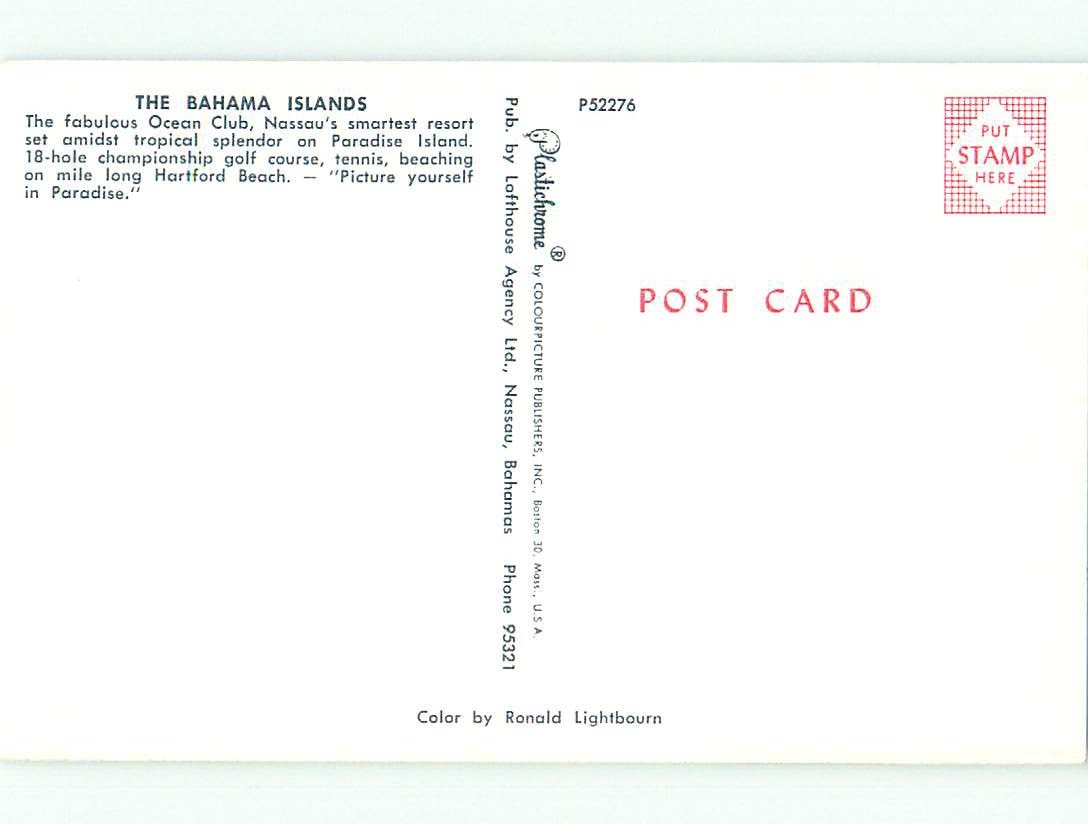 THE BAHAMA ISLANDS
The fabulous Ocean Club, Nassau's smartest resort
set amidst tropical splendor on Paradise Island.
18-hole championship golf course, tennis, beaching
on mile long Hartford Beach. — "Picture yourself
in Paradise."
Pub. by Lofthouse Agency Ltd., Nassau, Bahamas Phone 95321
Plastichrome ® by COLOURPICTURE PUBLISHERS, INC., Boston 30, Mass., U.S.A.
P52276
PUT
STAMP
HERE
POST CARD
Color by Ronald Lightbourn